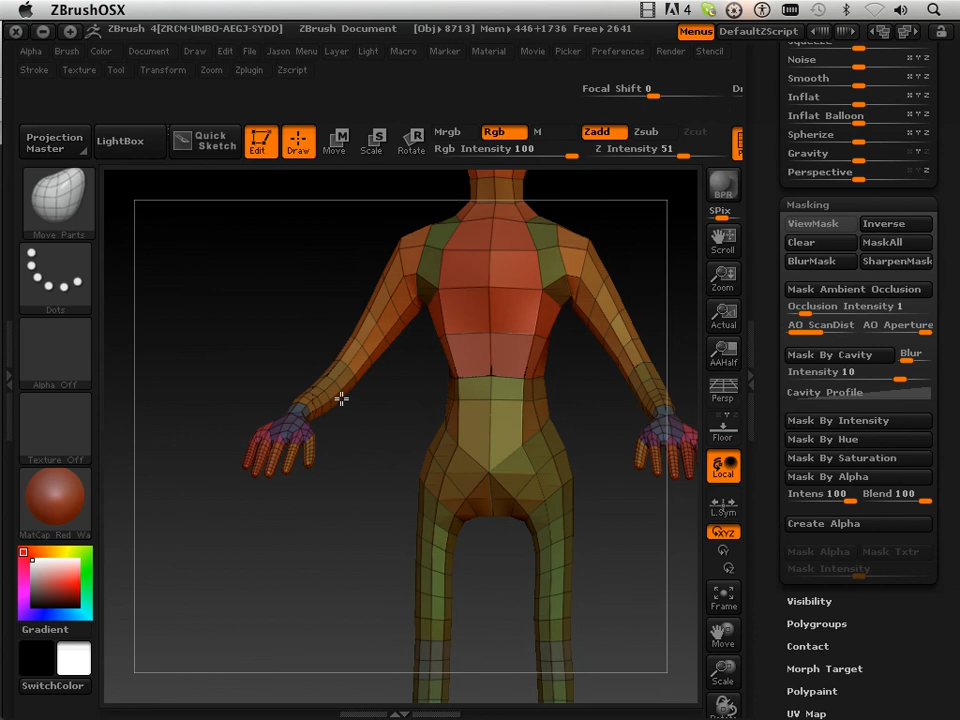 ZBrushOSX
4
ZBrush 4[ZRCM-UMBO-AEGJ-SYDD] ZBrush Document [Obj>8713] Mem>446+1736 Free>2641 Menus DefaultZScript
Alpha Brush Color Document Draw Edit File Jason Menu Layer Light Macro Marker Material Movie Picker Preferences Render Stencil
Stroke Texture Tool Transform Zoom Zplugin Zscript
Focal Shift 0
Projection Master
LightBox
Quick Sketch
Edit
Draw
Move
Scale
Rotate
Mrgb Rgb M
Rgb Intensity 100
Zadd Zsub Zcut
Z Intensity 51
Move Parts
Dots
Alpha Off
Texture Off
MatCap Red Wa
Gradient
SwitchColor
BPR
SPix
Scroll
Zoom
Actual
AAHalf
Persp
Floor
Local
L.Sym
XYZ
Frame
Move
Scale
Noise
Smooth
Inflat
Inflat Balloon
Spherize
Gravity
Perspective
Masking
ViewMask Inverse
Clear MaskAll
BlurMask SharpenMask
Mask Ambient Occlusion
Occlusion Intensity 1
AO ScanDist AO Aperture
Mask By Cavity Blur
Intensity 10
Cavity Profile
Mask By Intensity
Mask By Hue
Mask By Saturation
Mask By Alpha
Intens 100 Blend 100
Create Alpha
Mask Alpha Mask Txtr
Mask Intensity
Visibility
Polygroups
Contact
Morph Target
Polypaint
UV Map